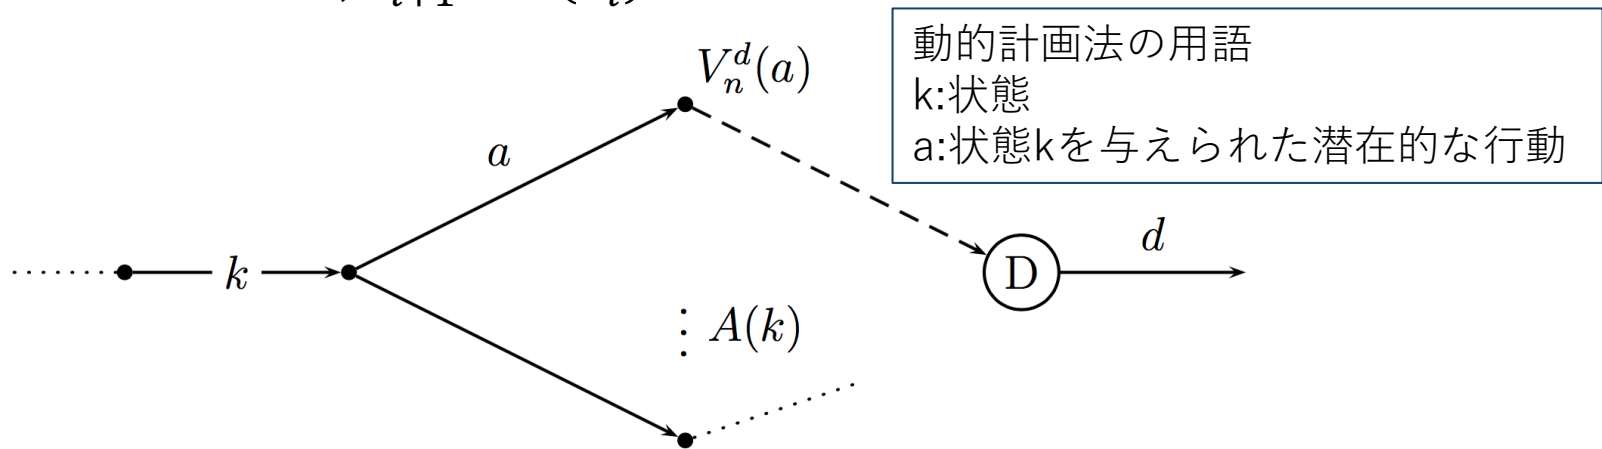 動的計画法の用語
k:状態
a:状態kを与えられた潜在的な行動
V_n^d(a)
a
k
D
d
⋮ A(k)